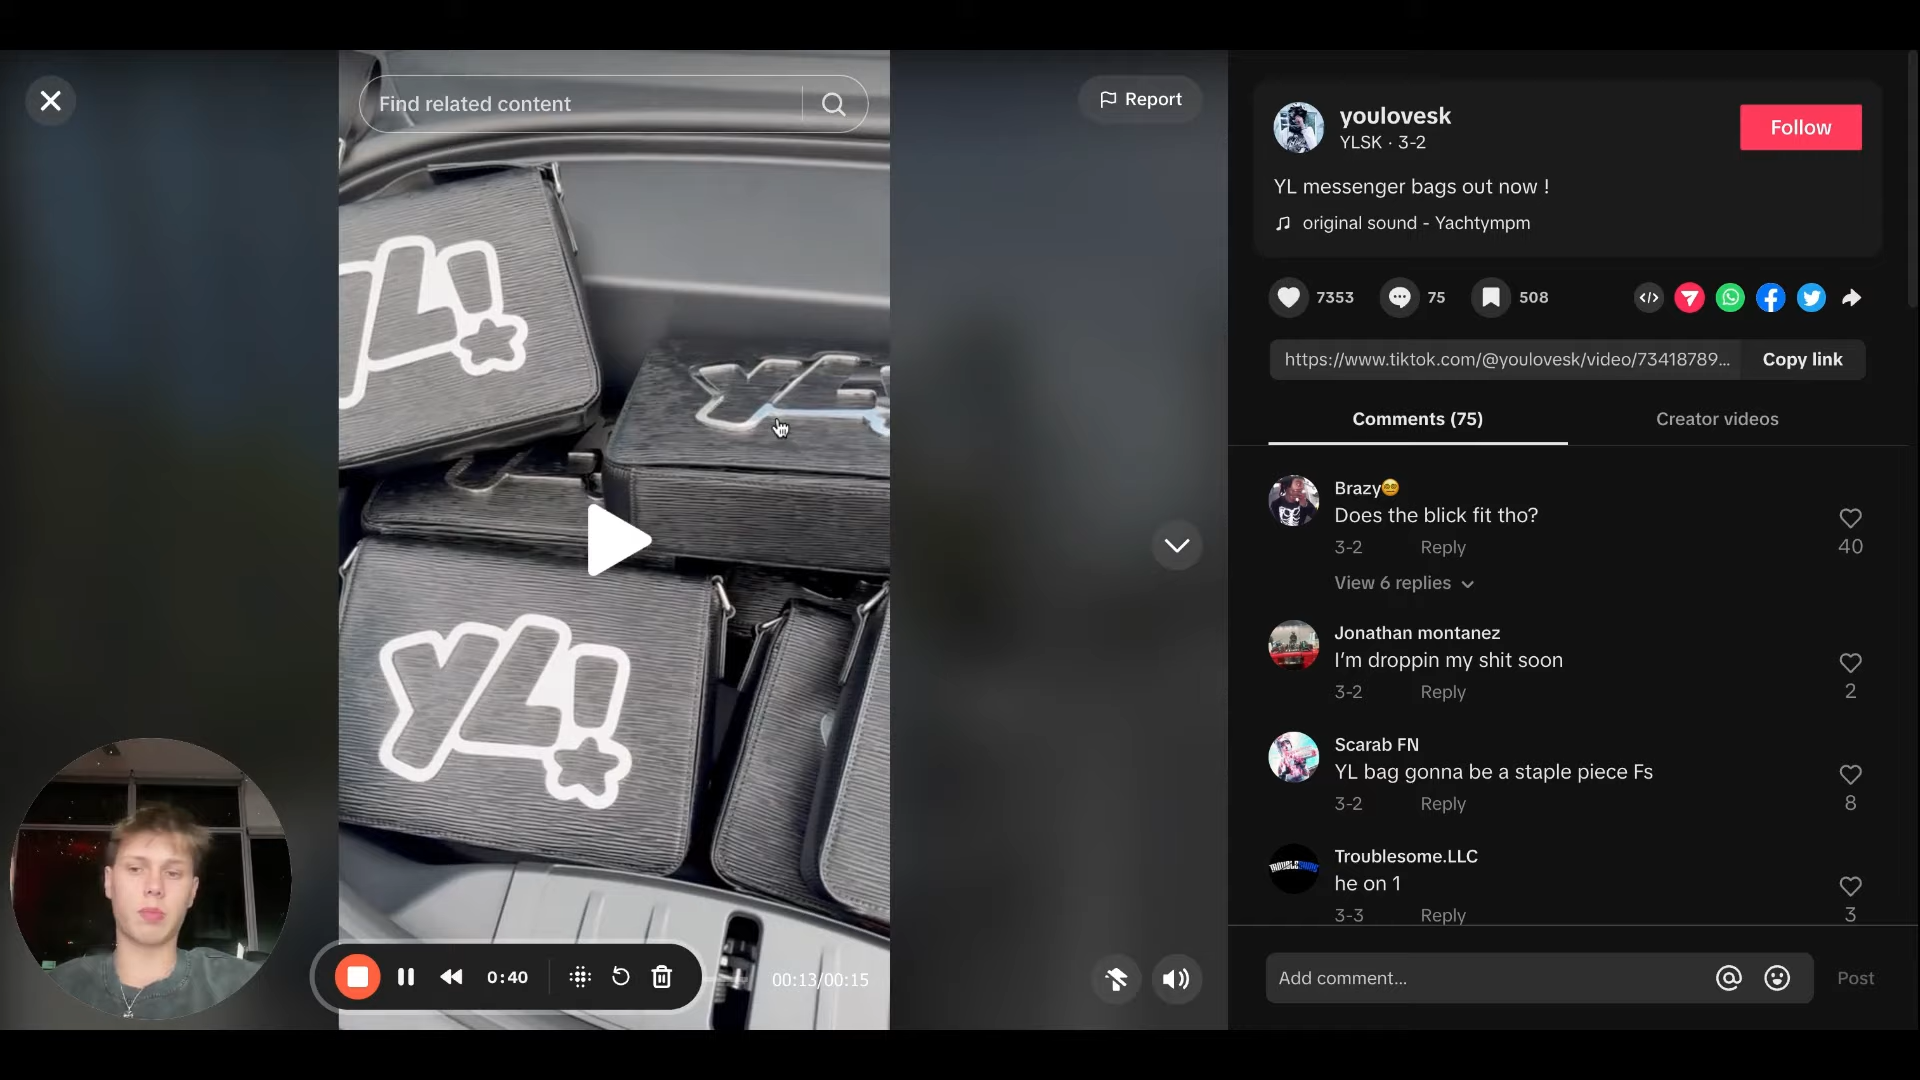 Find related content
Report
youlovesk
YLSK · 3-2
Follow
YL messenger bags out now !
original sound - Yachtympm
7353
75
508
https://www.tiktok.com/@youlovesk/video/73418789...
Copy link
Comments (75)
Creator videos
Brazy
Does the blick fit tho?
3-2
Reply
40
View 6 replies
Jonathan montanez
I'm droppin my shit soon
3-2
Reply
2
Scarab FN
YL bag gonna be a staple piece Fs
3-2
Reply
8
Troublesome.LLC
he on 1
3-3
Reply
3
Add comment...
Post
YL!
YL!
YL!
0:40
00:13/00:15